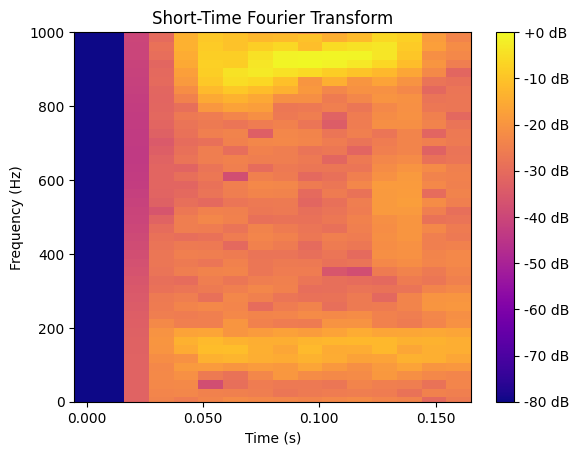 Short-Time Fourier Transform
Frequency (Hz)
1000
800
600
400
200
0
0.000 0.050 0.100 0.150
Time (s)
+0 dB
-10 dB
-20 dB
-30 dB
-40 dB
-50 dB
-60 dB
-70 dB
-80 dB